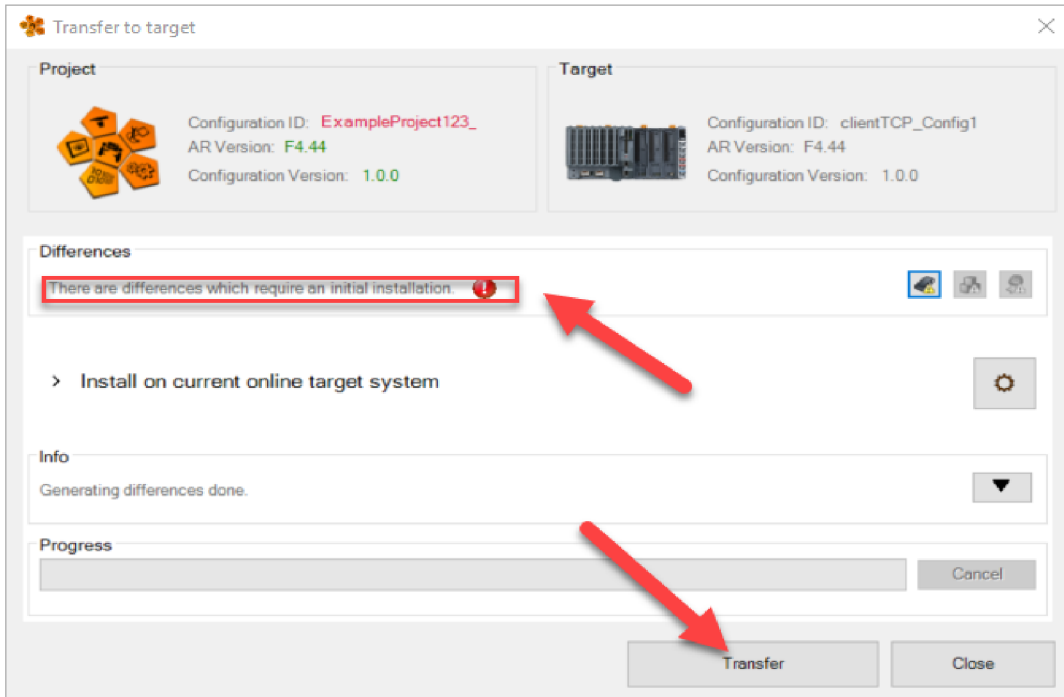 Transfer to target
Project
Configuration ID: ExampleProject123_
AR Version: F4.44
Configuration Version: 1.0.0
Target
Configuration ID: clientTCP_Config1
AR Version: F4.44
Configuration Version: 1.0.0
Differences
There are differences which require an initial installation.
> Install on current online target system
Info
Generating differences done.
Progress
Cancel
Transfer
Close